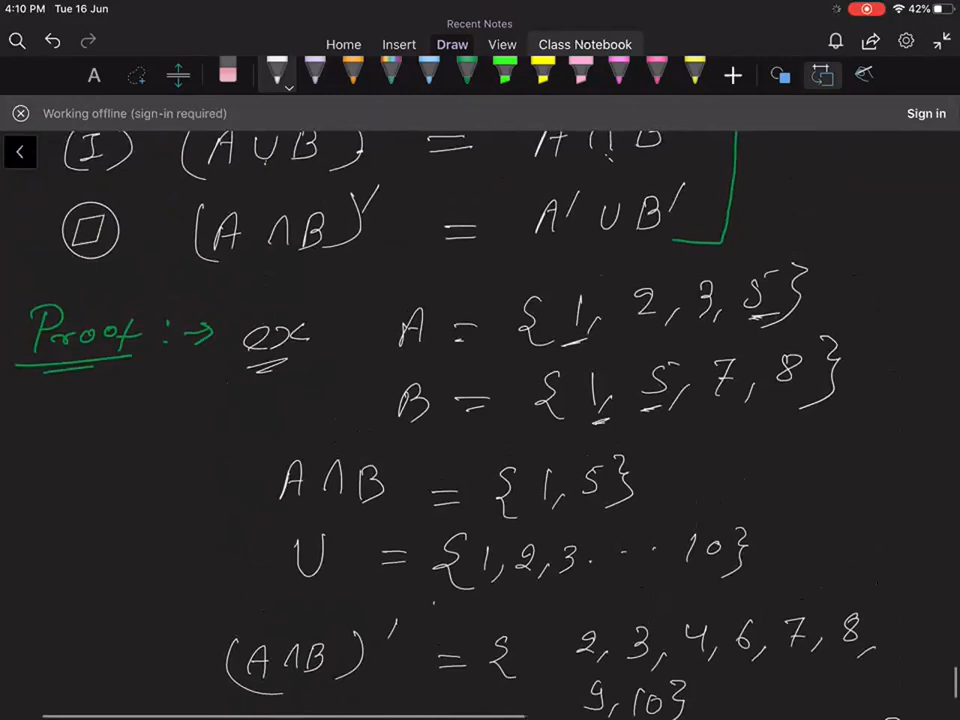 4:10 PM Tue 16 Jun 42%
Recent Notes
Home Insert Draw View Class Notebook
A
Working offline (sign-in required) Sign in
(I) (A ∪ B)' = A' ∩ B'
(A ∩ B)' = A' ∪ B'
Proof :→ ex A = {1, 2, 3, 5}
B = {1, 5, 7, 8}
A ∩ B = {1, 5}
U = {1, 2, 3. ... 10}
(A ∩ B)' = { 2, 3, 4, 6, 7, 8,
9, 10}